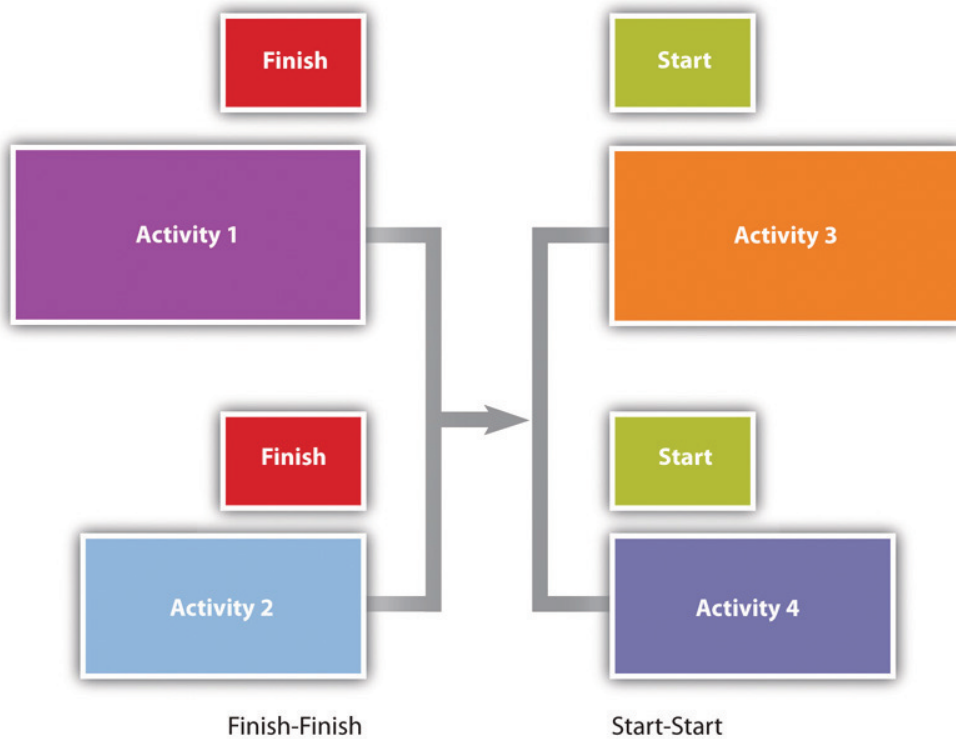 Finish
Start
Activity 1
Activity 3
Finish
Start
Activity 2
Activity 4
Finish-Finish
Start-Start